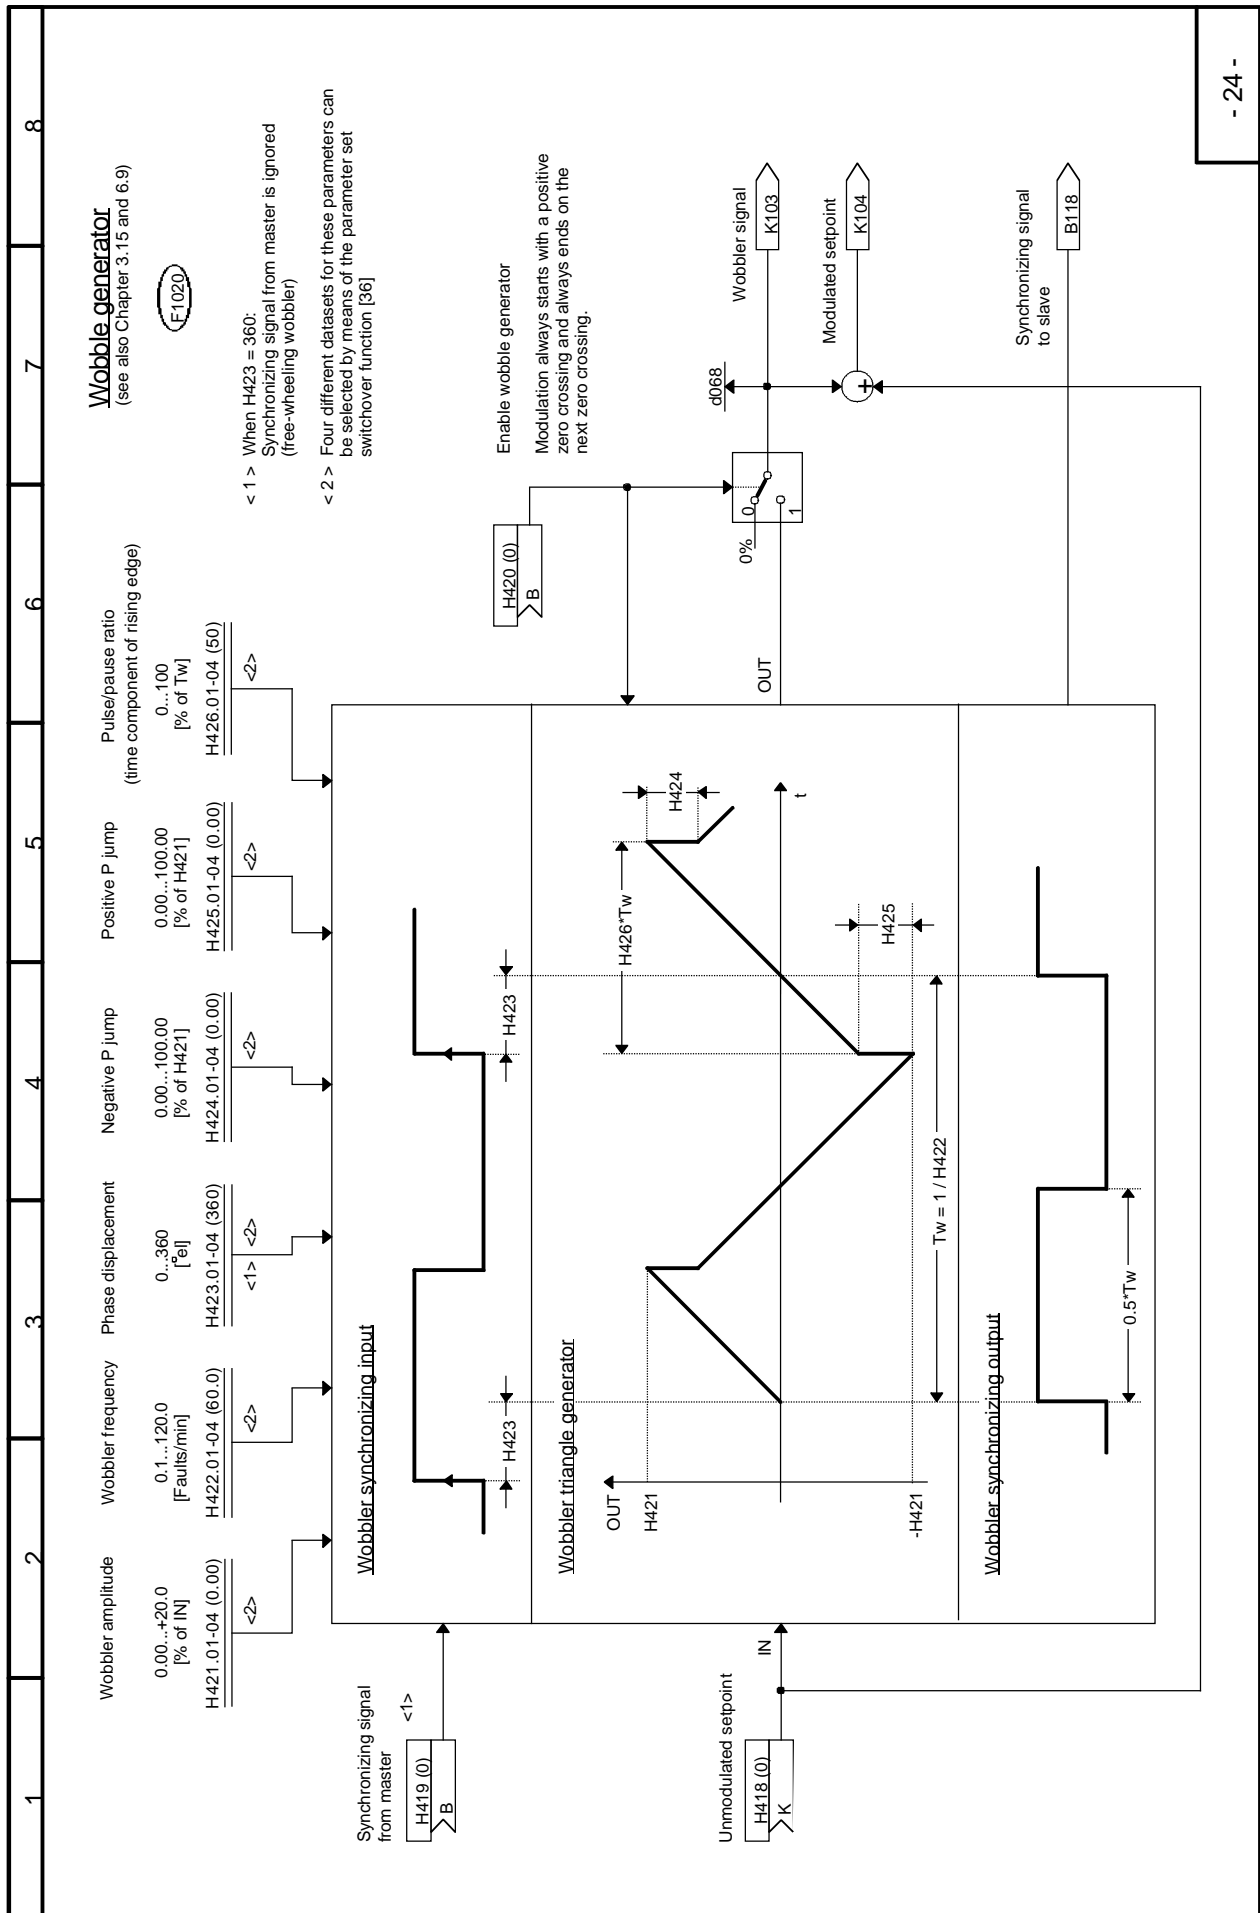 1
2
3
4
5
6
7
8
Wobble generator
(see also Chapter 3.15 and 6.9)
F1020
< 1 > When H423 = 360:
Synchronizing signal from master is ignored
(free-wheeling wobbler)
< 2 > Four different datasets for these parameters can
be selected by means of the parameter set
switchover function [36]
Wobbler amplitude
0.00...+20.0
[% of IN]
H421.01-04 (0.00)
<2>
Wobbler frequency
0.1...120.0
[Faults/min]
H422.01-04 (60.0)
<2>
Phase displacement
0...360
[°el]
H423.01-04 (360)
<1> <2>
Negative P jump
0.00...100.00
[% of H421]
H424.01-04 (0.00)
<2>
Positive P jump
0.00...100.00
[% of H421]
H425.01-04 (0.00)
<2>
Pulse/pause ratio
(time component of rising edge)
0...100
[% of Tw]
H426.01-04 (50)
<2>
Synchronizing signal
from master
<1>
H419 (0)
B
Unmodulated setpoint
H418 (0)
K
IN
Wobbler synchronizing input
H423
H423
Wobbler triangle generator
OUT
H421
-H421
H426*Tw
H424
H425
t
Tw = 1 / H422
Wobbler synchronizing output
0.5*Tw
OUT
H420 (0)
B
Enable wobble generator
Modulation always starts with a positive
zero crossing and always ends on the
next zero crossing.
0%
0
1
d068
+
Wobbler signal
K103
Modulated setpoint
K104
Synchronizing signal
to slave
B118
- 24 -